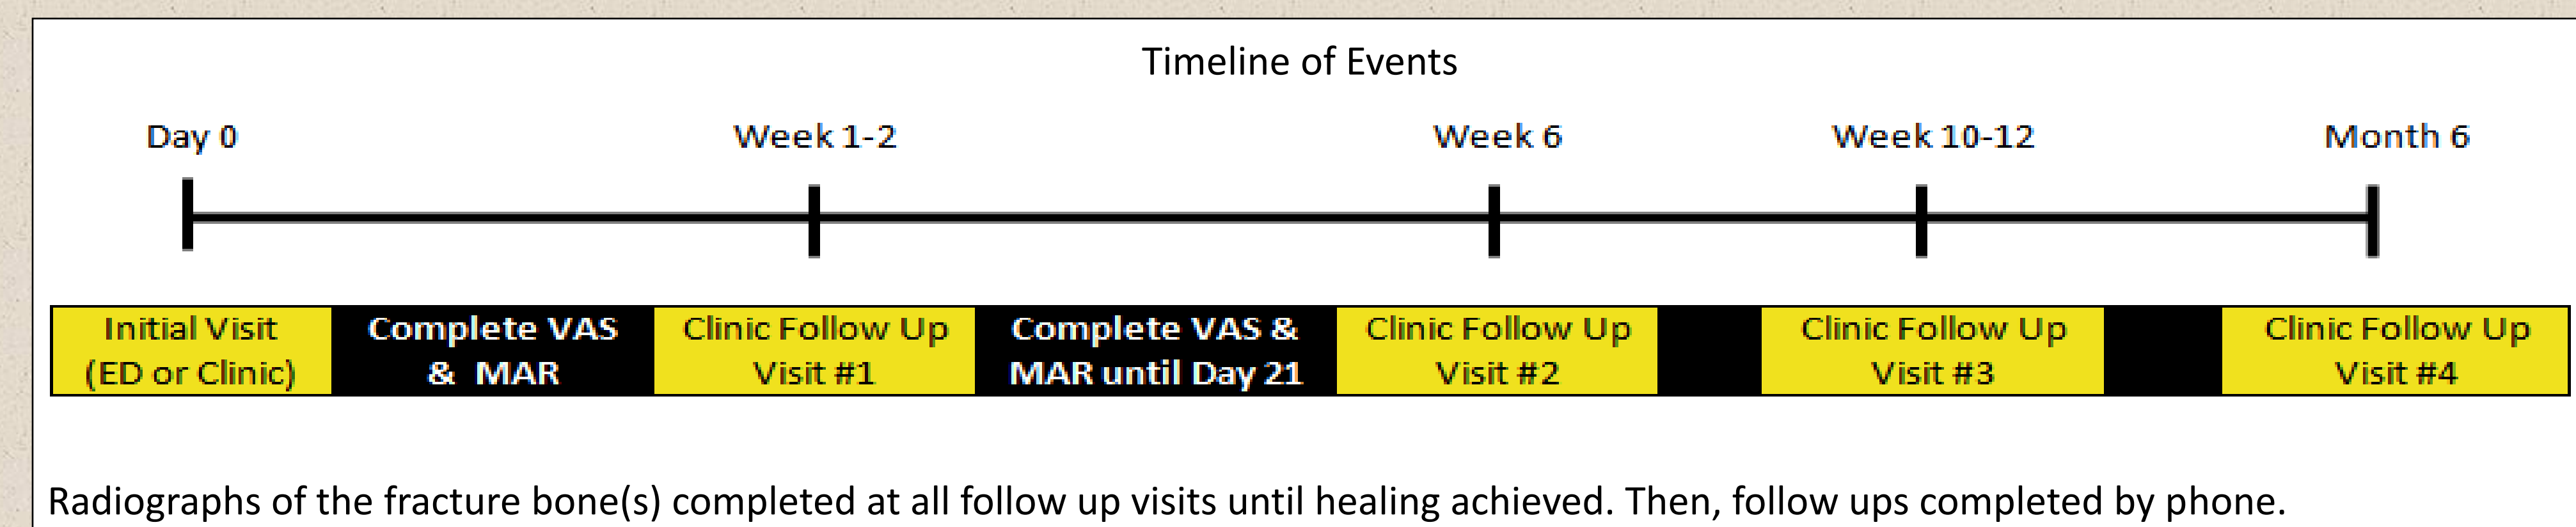 Timeline of Events
Day 0 Week 1-2 Week 6 Week 10-12 Month 6
Initial Visit (ED or Clinic)
Complete VAS & MAR
Clinic Follow Up Visit #1
Complete VAS & MAR until Day 21
Clinic Follow Up Visit #2
Clinic Follow Up Visit #3
Clinic Follow Up Visit #4
Radiographs of the fracture bone(s) completed at all follow up visits until healing achieved. Then, follow ups completed by phone.